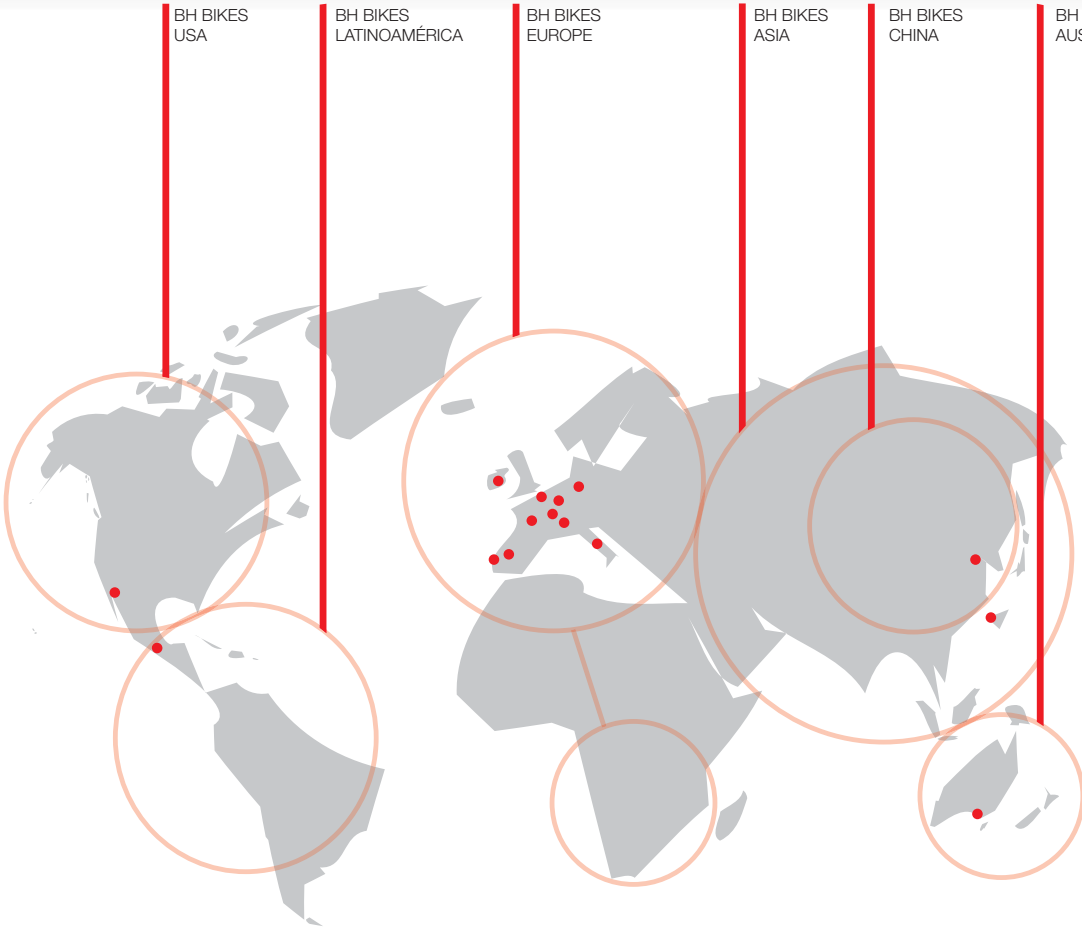 BH BIKES
USA
BH BIKES
LATINOAMÉRICA
BH BIKES
EUROPE
BH BIKES
ASIA
BH BIKES
CHINA
BH